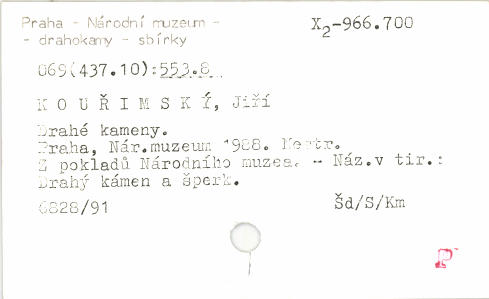 Praha - Národní muzeum -
- drahokamy - sbírky
X2-966.700
069(437.10):553.8
K O U Ř I M S K Ý, Jiří
Drahé kameny.
Praha, Nár.muzeum 1988. Nestr.
Z pokladů Národního muzea. - Náz.v tir.:
Drahý kámen a šperk.
6828/91
Šd/S/Km
P